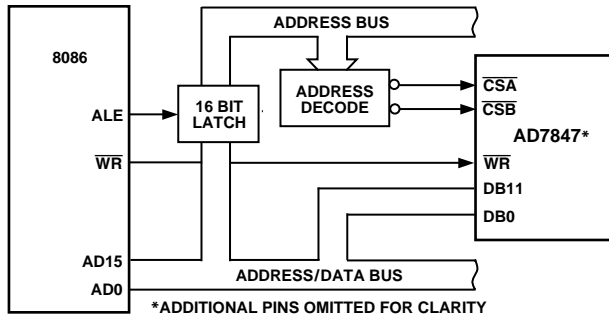 ADDRESS BUS
8086
ADDRESS
DECODE
CSA
CSB
16 BIT
LATCH
ALE
AD7847*
WR
WR
DB11
DB0
AD15
ADDRESS/DATA BUS
AD0
*ADDITIONAL PINS OMITTED FOR CLARITY